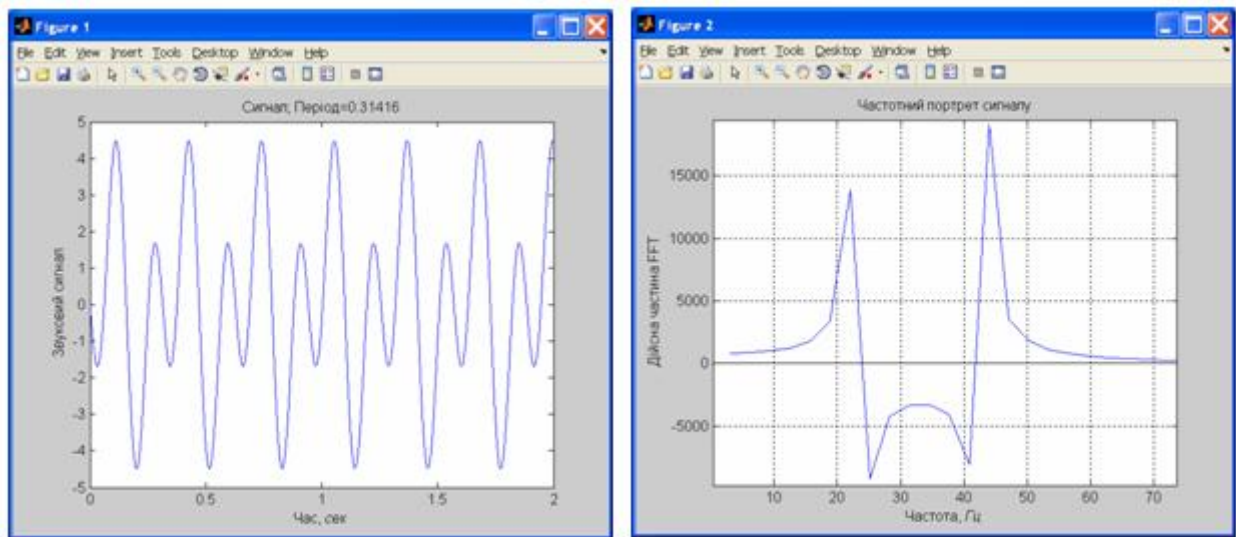 Figure 1
File Edit View Insert Tools Desktop Window Help
Сигнал; Період=0.31416
Звуковий сигнал
5
4
3
2
1
0
-1
-2
-3
-4
-5
0 0.5 1 1.5 2
Час, сек
Figure 2
File Edit View Insert Tools Desktop Window Help
Частотний портрет сигналу
Дійсна частина FFT
15000
10000
5000
0
-5000
10 20 30 40 50 60 70
Частота, Гц